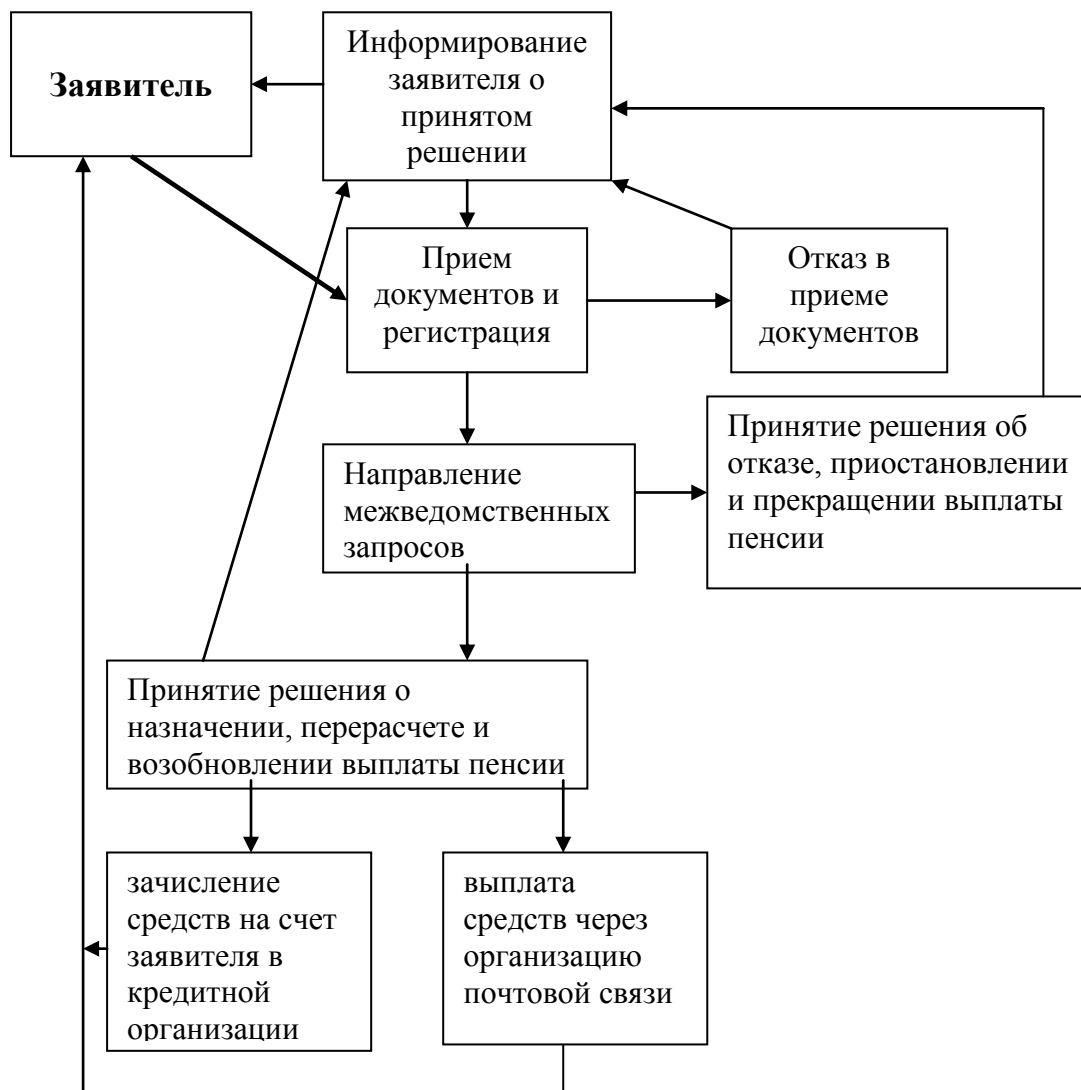 Заявитель
Информирование
заявителя о
принятом
решении
Прием
документов и
регистрация
Отказ в
приеме
документов
Направление
межведомственных
запросов
Принятие решения об
отказе, приостановлении
и прекращении выплаты
пенсии
Принятие решения о
назначении, перерасчете и
возобновлении выплаты пенсии
зачисление
средств на счет
заявителя в
кредитной
организации
выплата
средств через
организацию
почтовой связи